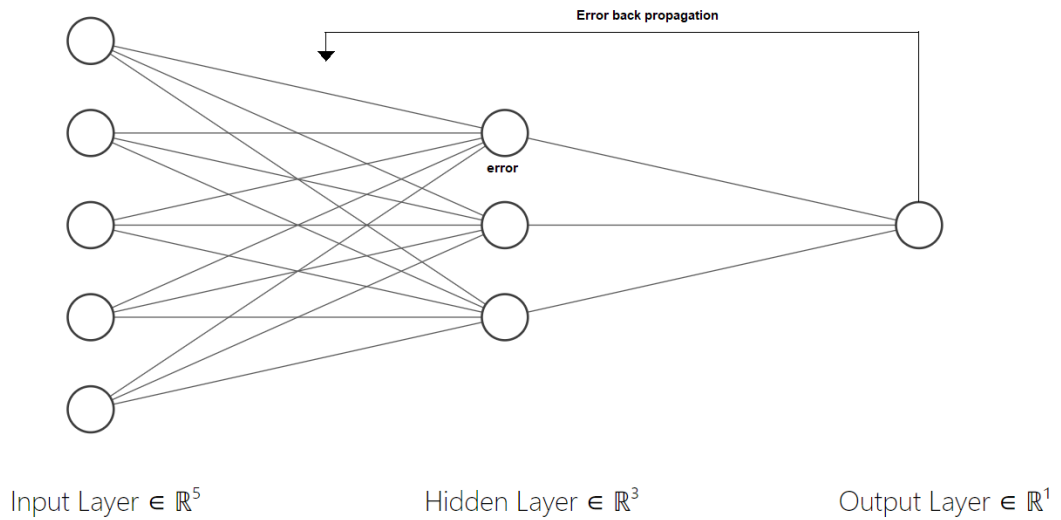 Error back propagation
error
Input Layer ∈ ℝ⁵
Hidden Layer ∈ ℝ³
Output Layer ∈ ℝ¹